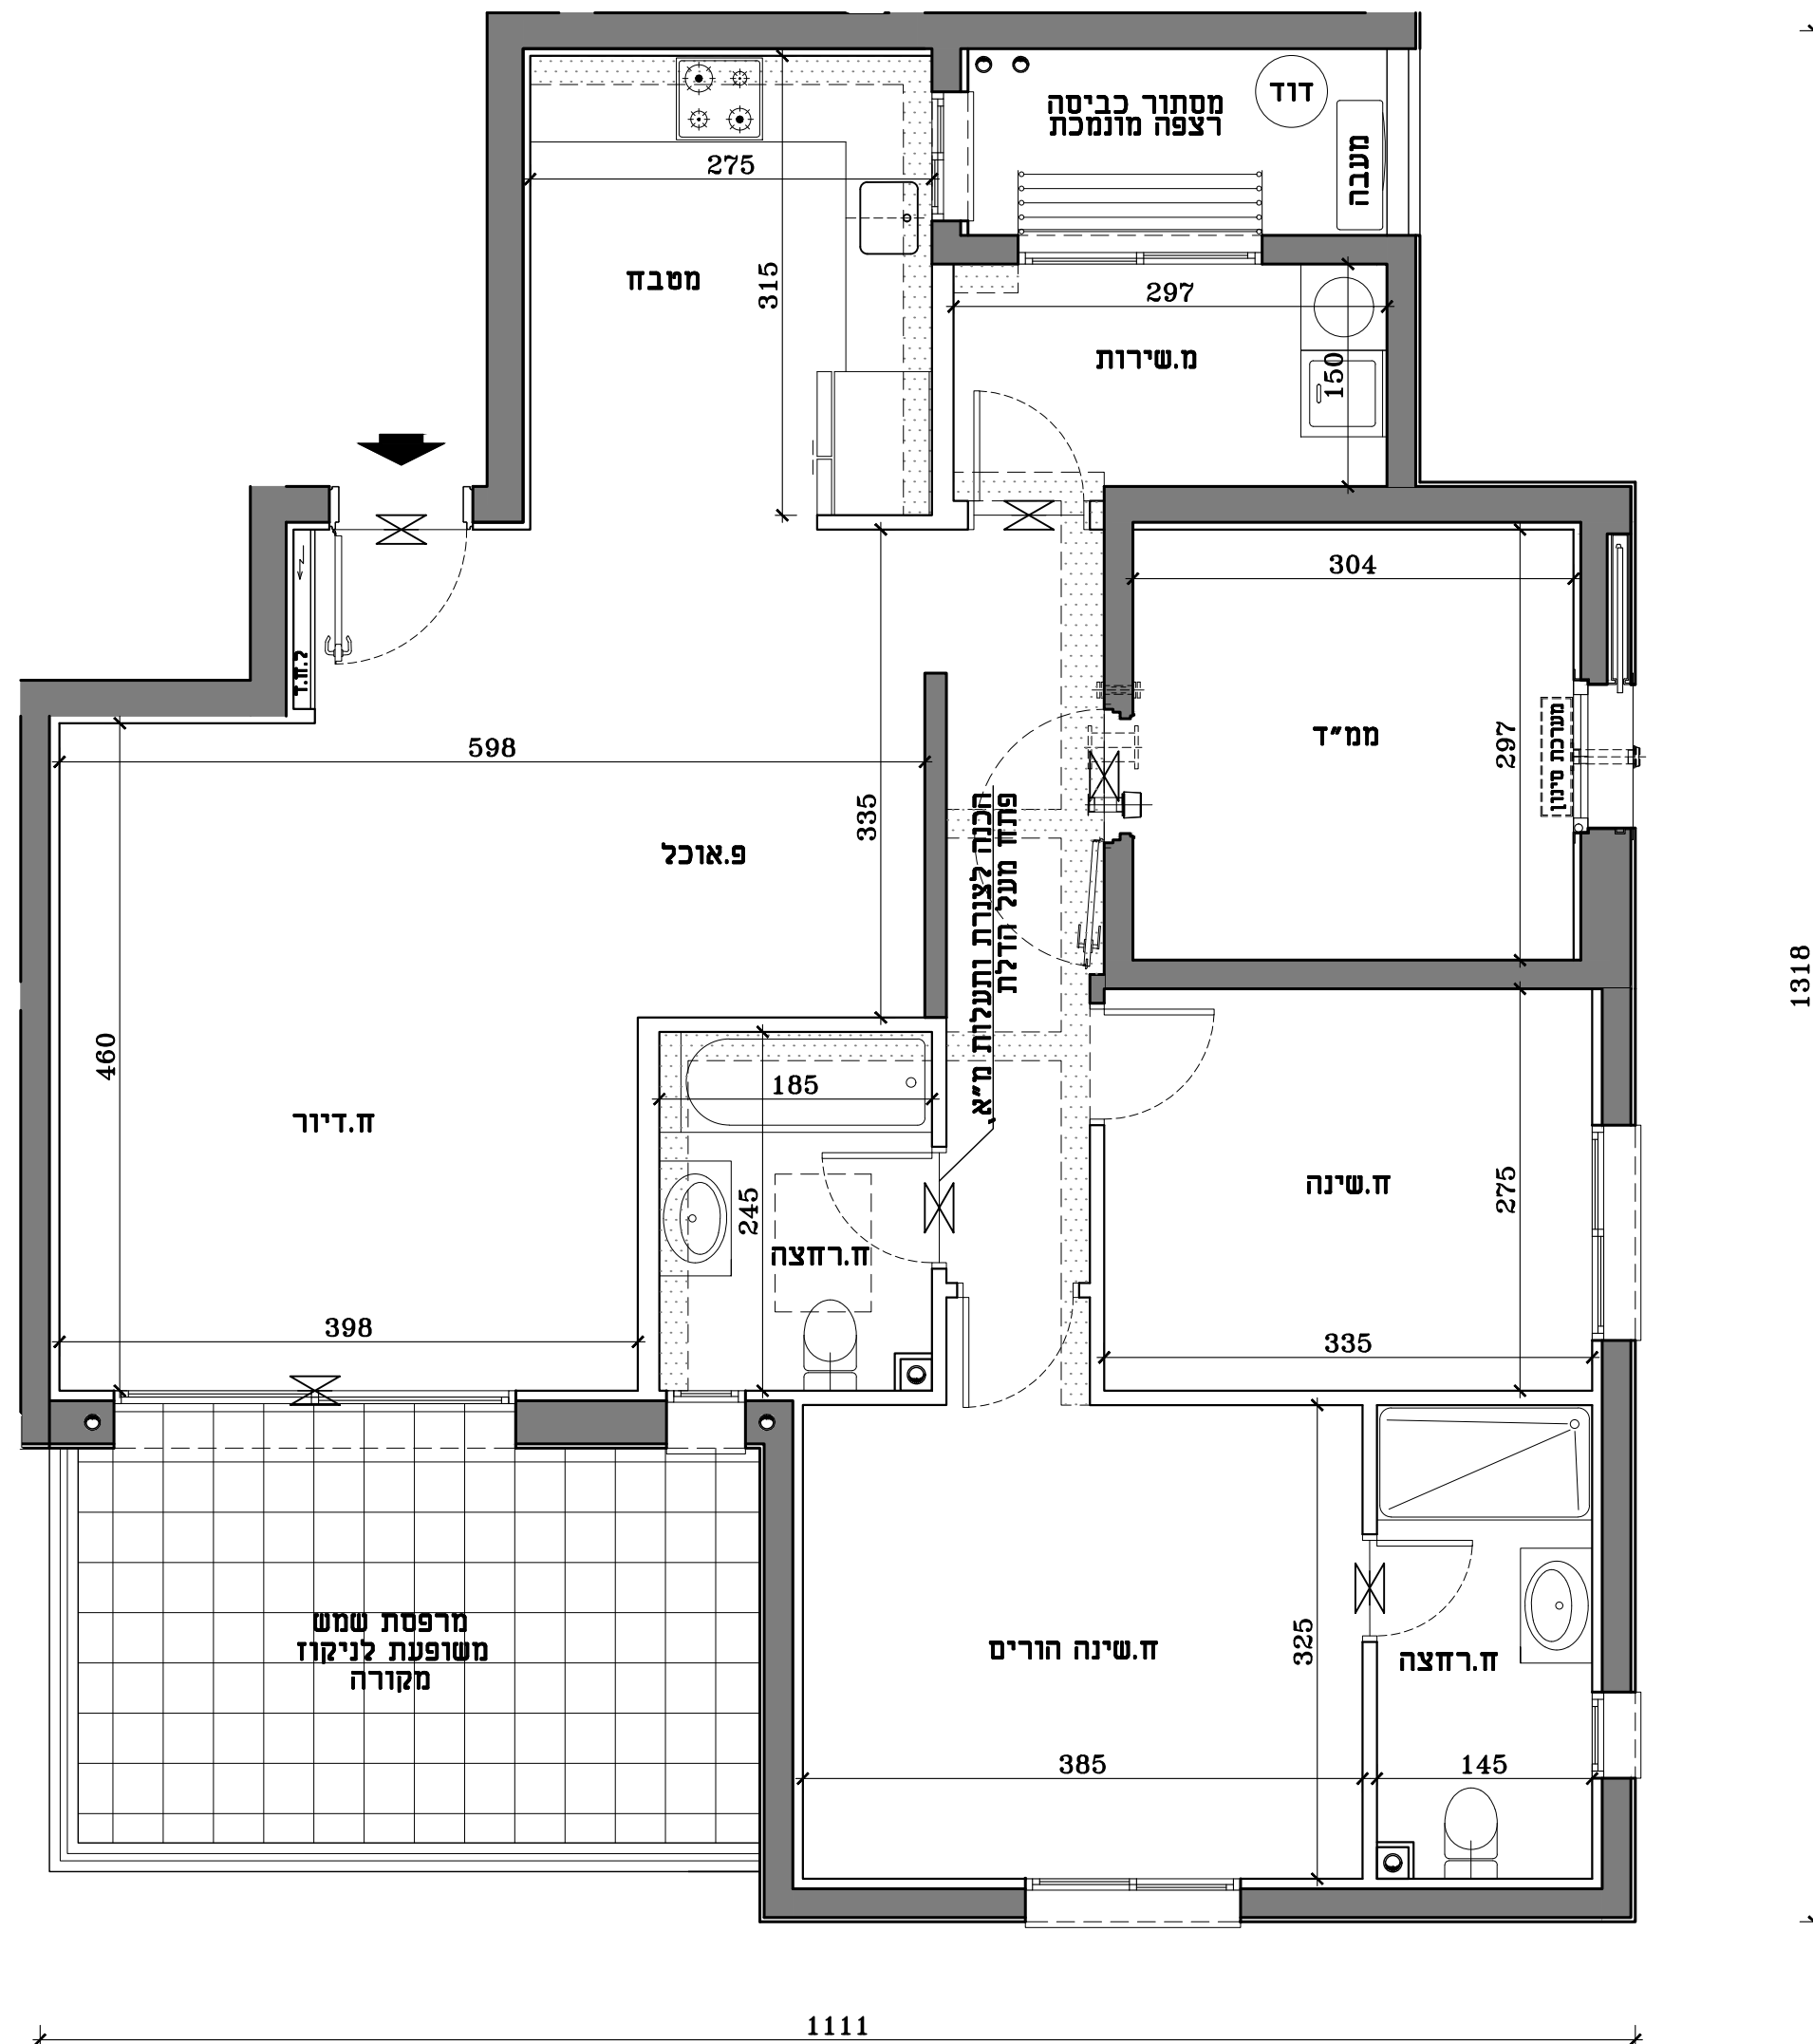 מסתור כביסה
רצפה מונמכת
דוד
מעבה
275
315
מטבח
297
מ.שירות
150
304
ל.ח.ד
598
ממ״ד
297
מערכת סינון
335
פ.אוכל
הכנה לצנרת ותעלות מ״א
פתח מעל הדלת
1318
460
185
ח.דיור
245
ח.שינה
275
ח.רחצה
398
335
מרפסת שמש
משופעת לניקוז
מקורה
ח.שינה הורים
325
ח.רחצה
385
145
1111